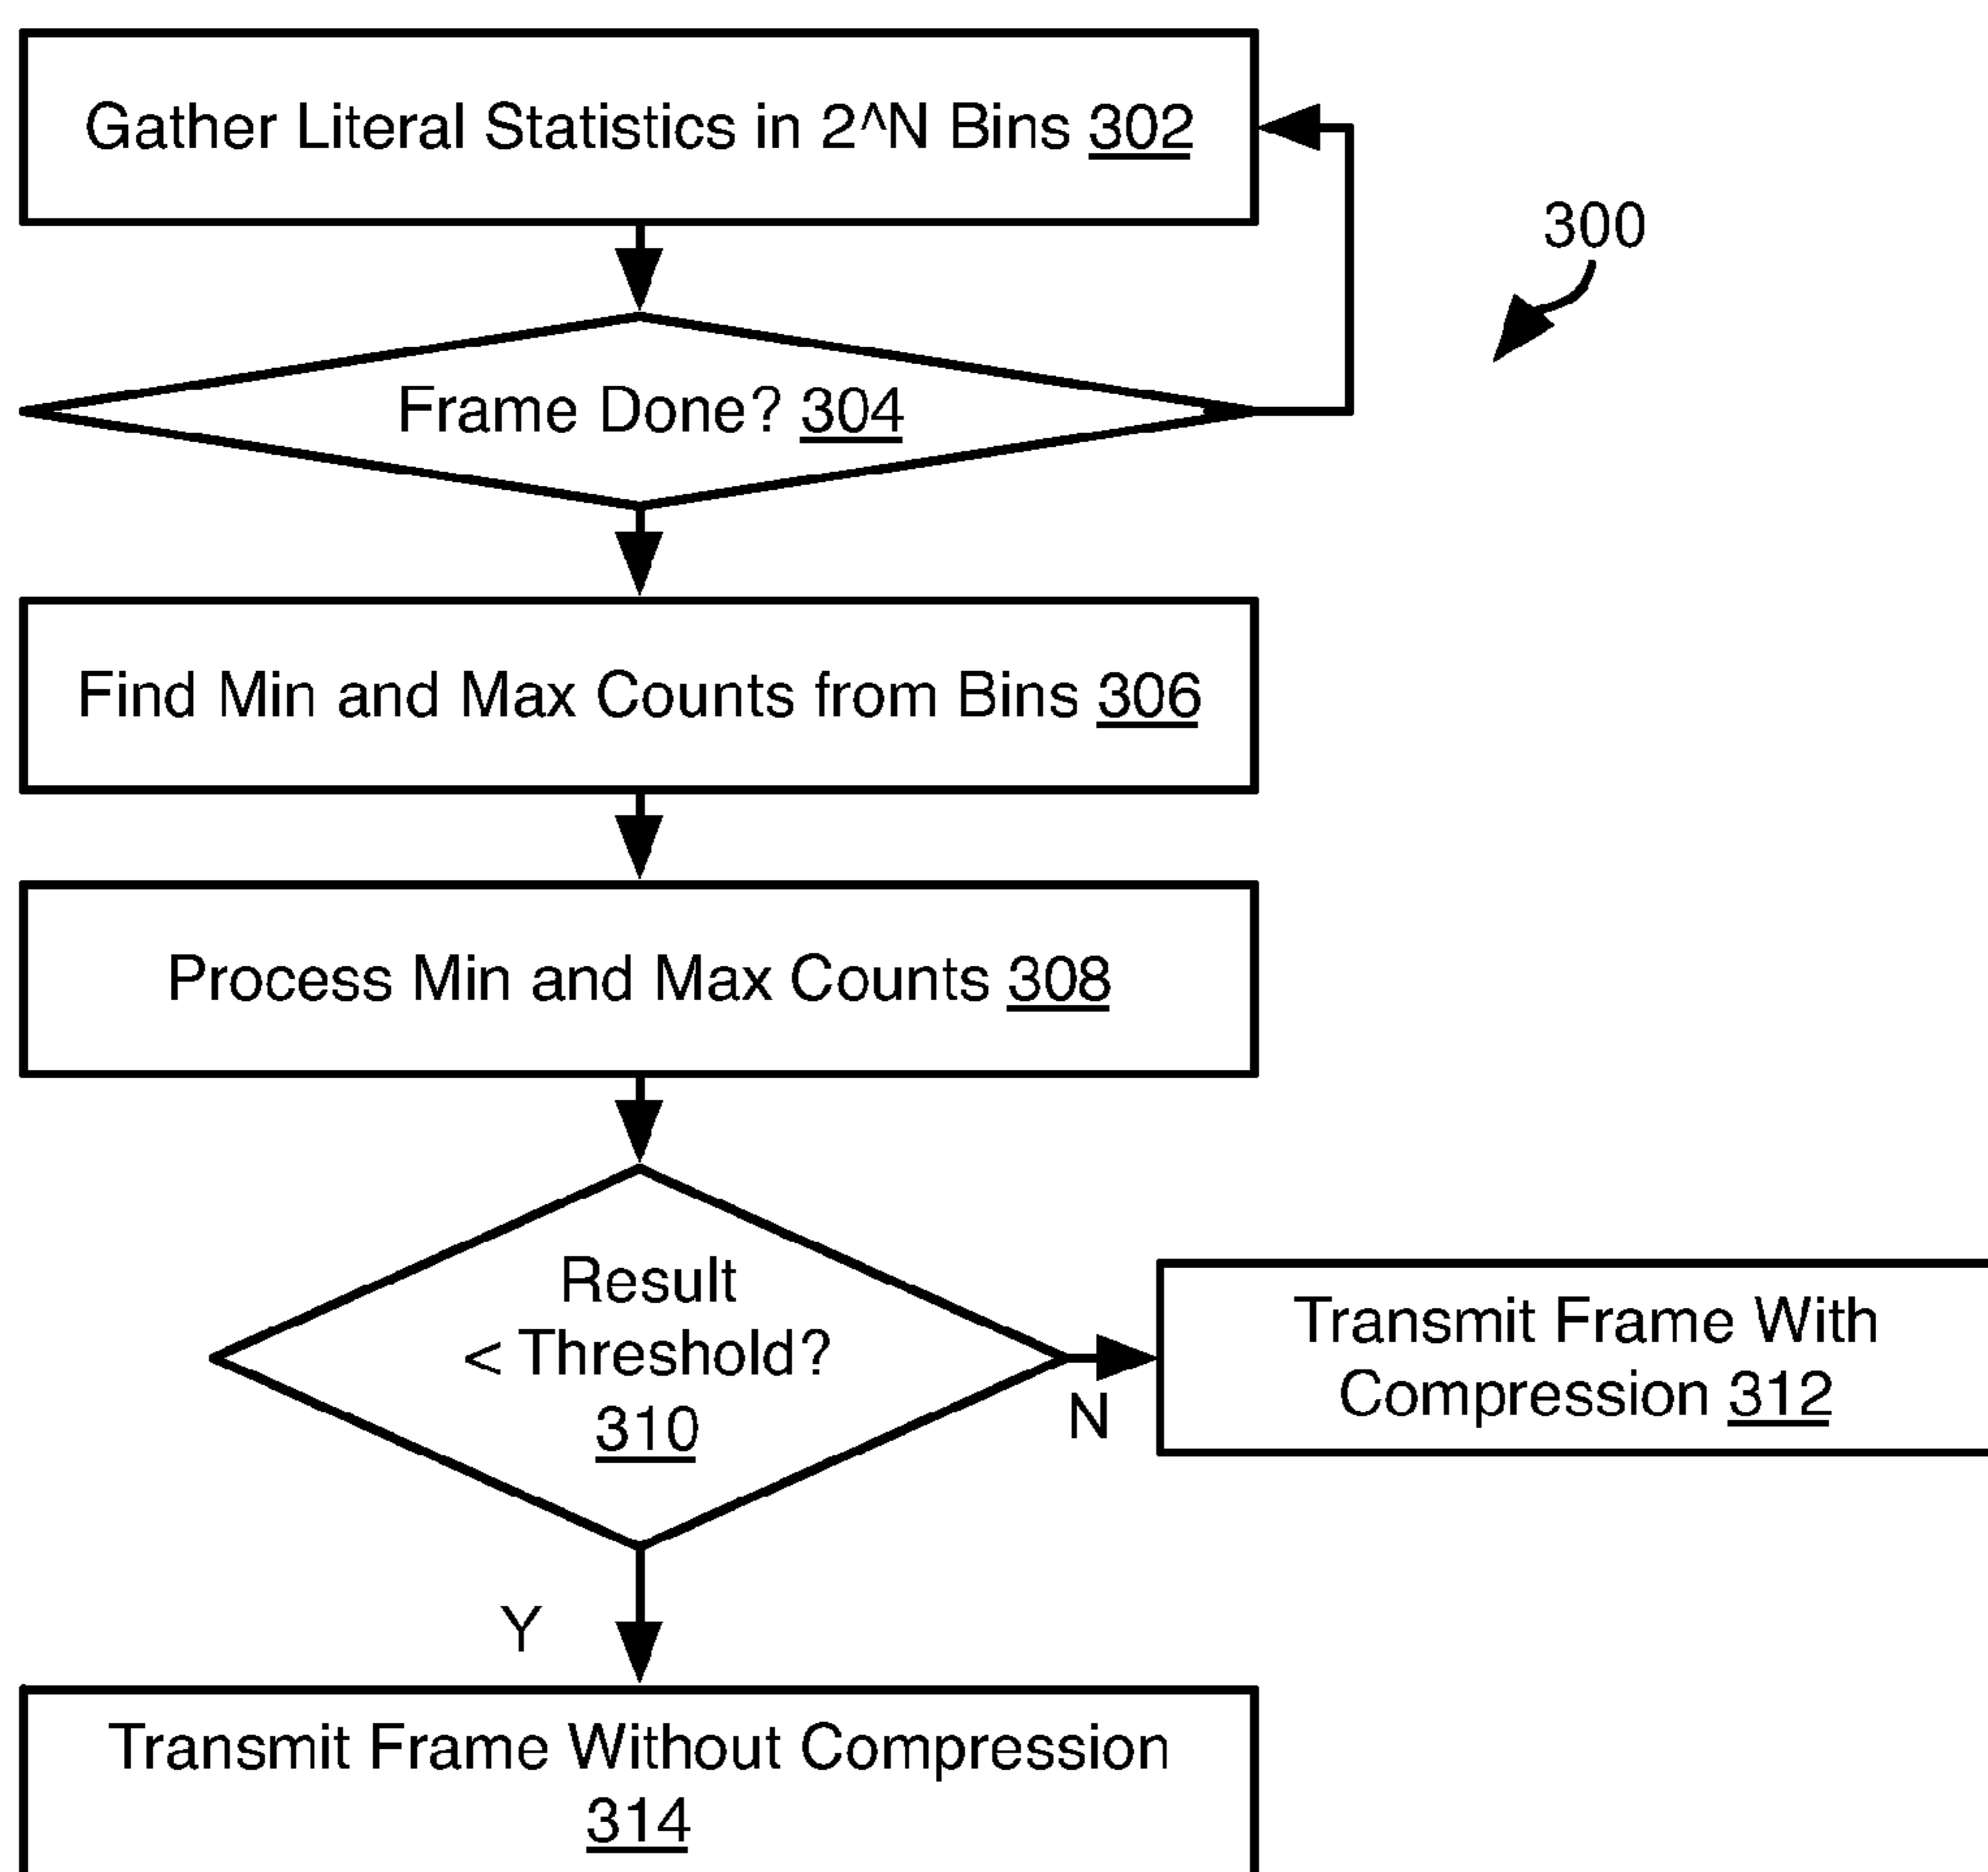 Gather Literal Statistics in 2^N Bins 302
300
Frame Done? 304
Find Min and Max Counts from Bins 306
Process Min and Max Counts 308
Result
< Threshold?
310
N
Transmit Frame With
Compression 312
Y
Transmit Frame Without Compression
314